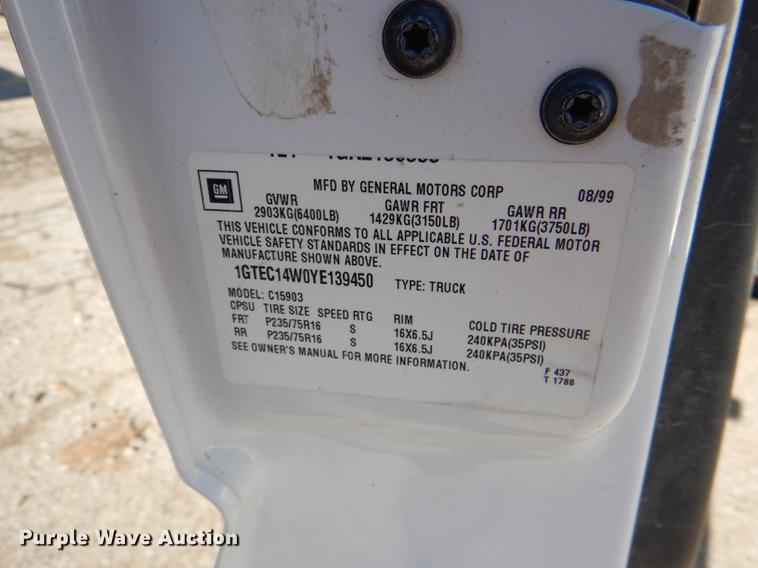 GM
MFD BY GENERAL MOTORS CORP 08/99
GVWR GAWR FRT GAWR RR
2903KG(6400LB) 1429KG(3150LB) 1701KG(3750LB)
THIS VEHICLE CONFORMS TO ALL APPLICABLE U.S. FEDERAL MOTOR
VEHICLE SAFETY STANDARDS IN EFFECT ON THE DATE OF
MANUFACTURE SHOWN ABOVE.
1GTEC14W0YE139450 TYPE: TRUCK
MODEL: C15903
CPSU TIRE SIZE SPEED RTG RIM COLD TIRE PRESSURE
FRT P235/75R16 S 16X6.5J 240KPA(35PSI)
RR P235/75R16 S 16X6.5J 240KPA(35PSI)
SEE OWNER'S MANUAL FOR MORE INFORMATION.
F 437
T 1788
Purple Wave Auction